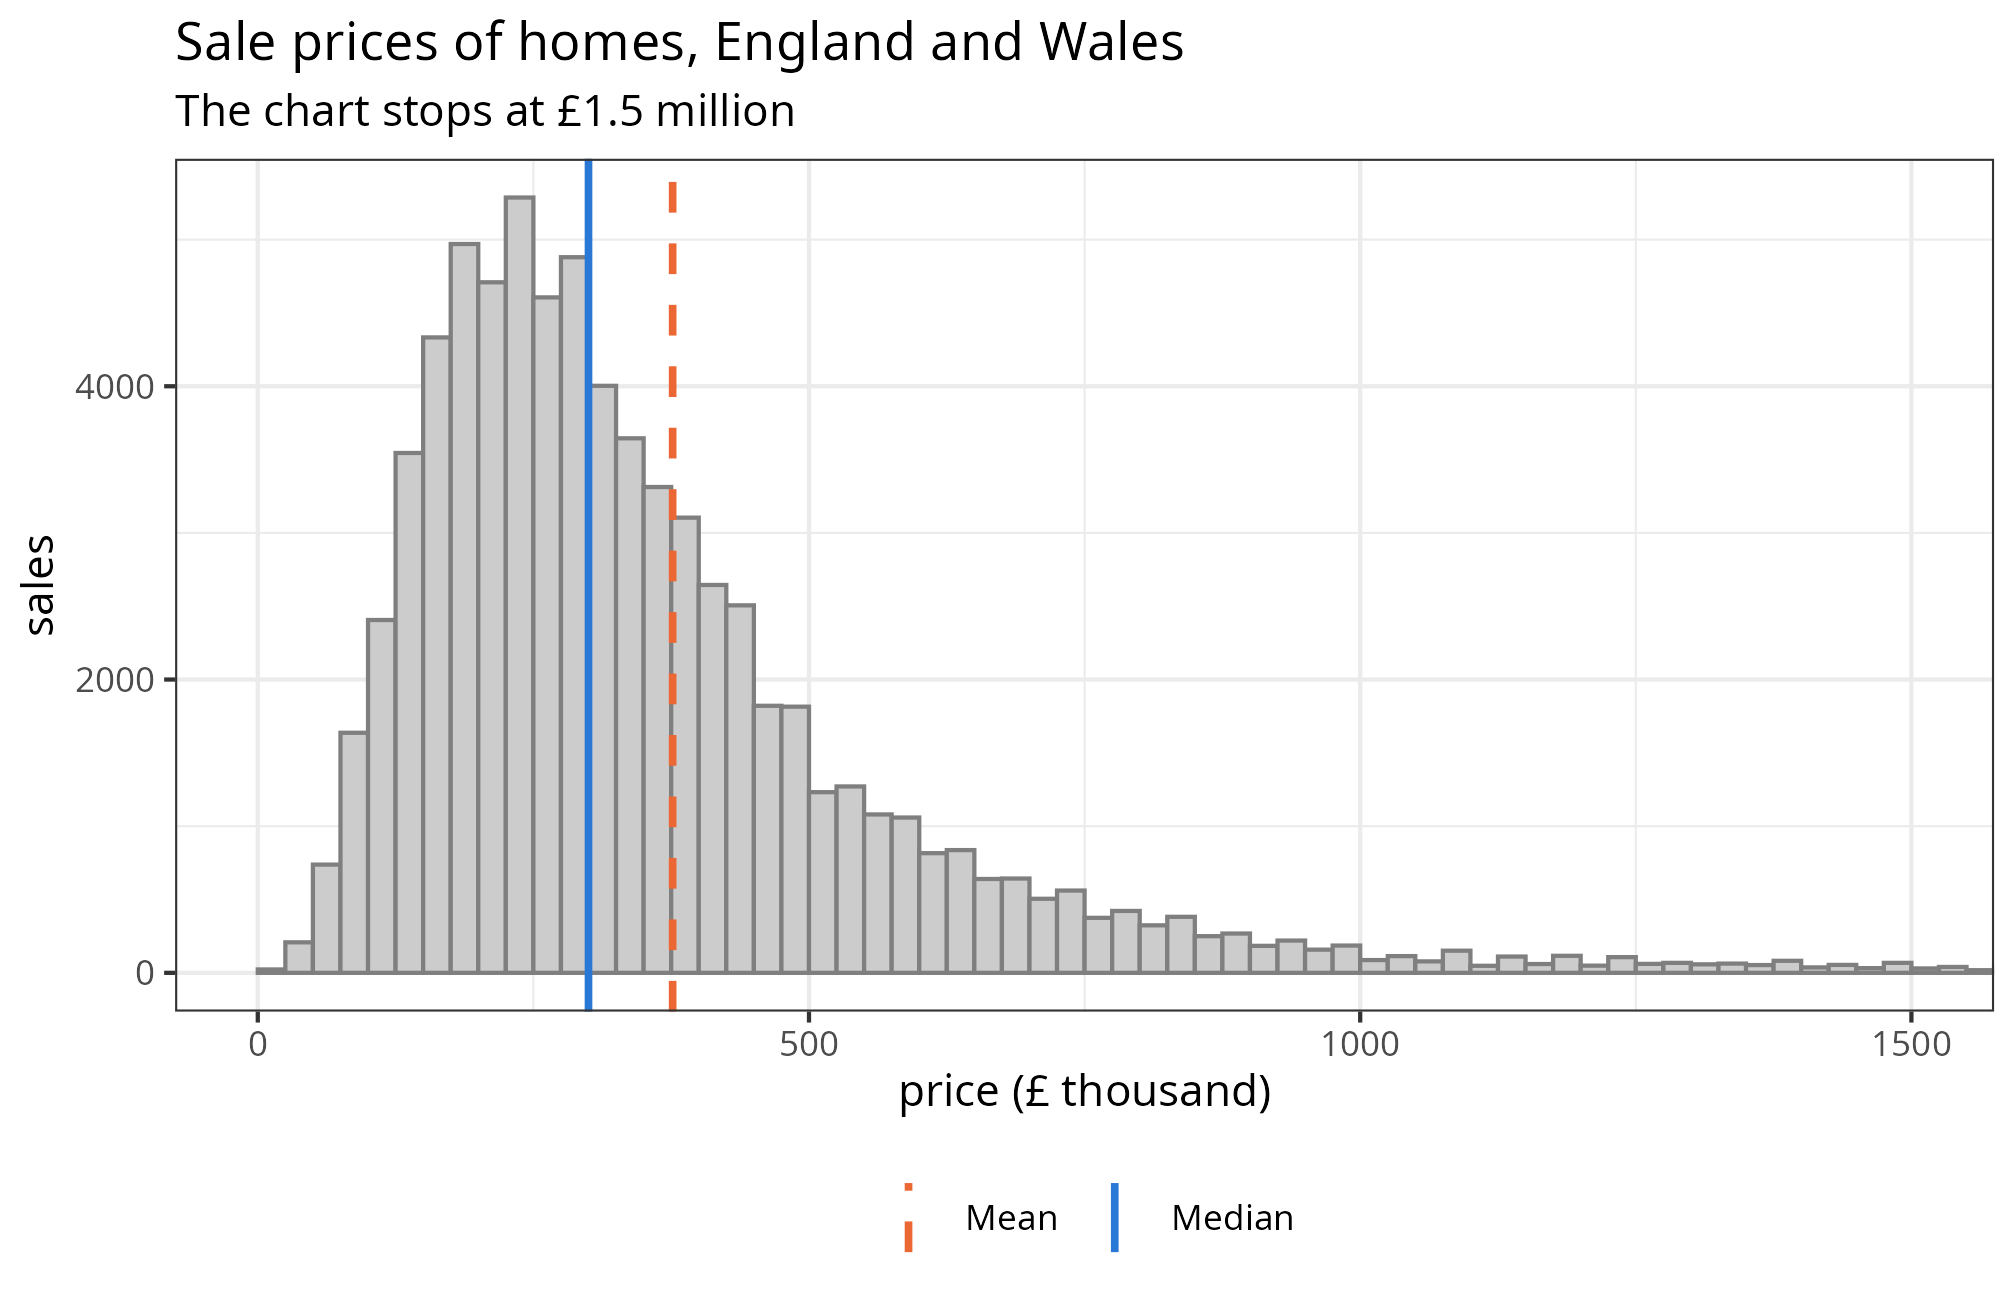 Sale prices of homes, England and Wales
The chart stops at £1.5 million
sales
4000
2000
0
0 500 1000 1500
price (£ thousand)
Mean Median